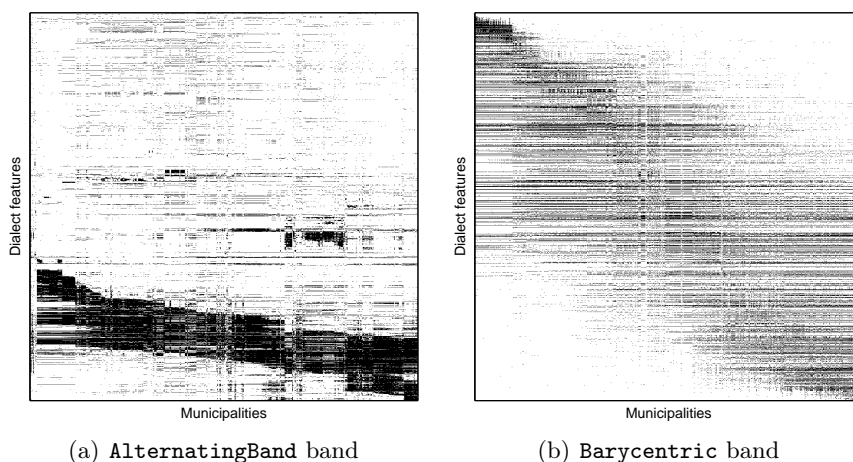 Dialect features
Municipalities
(a) AlternatingBand band
Dialect features
Municipalities
(b) Barycentric band